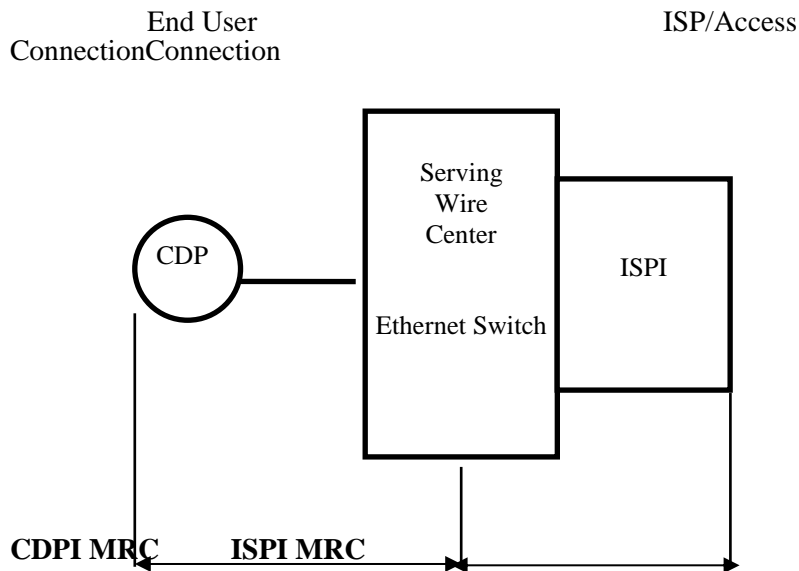 End User ISP/Access
ConnectionConnection
Serving
Wire
Center
CDP
ISPI
Ethernet Switch
CDPI MRC ISPI MRC